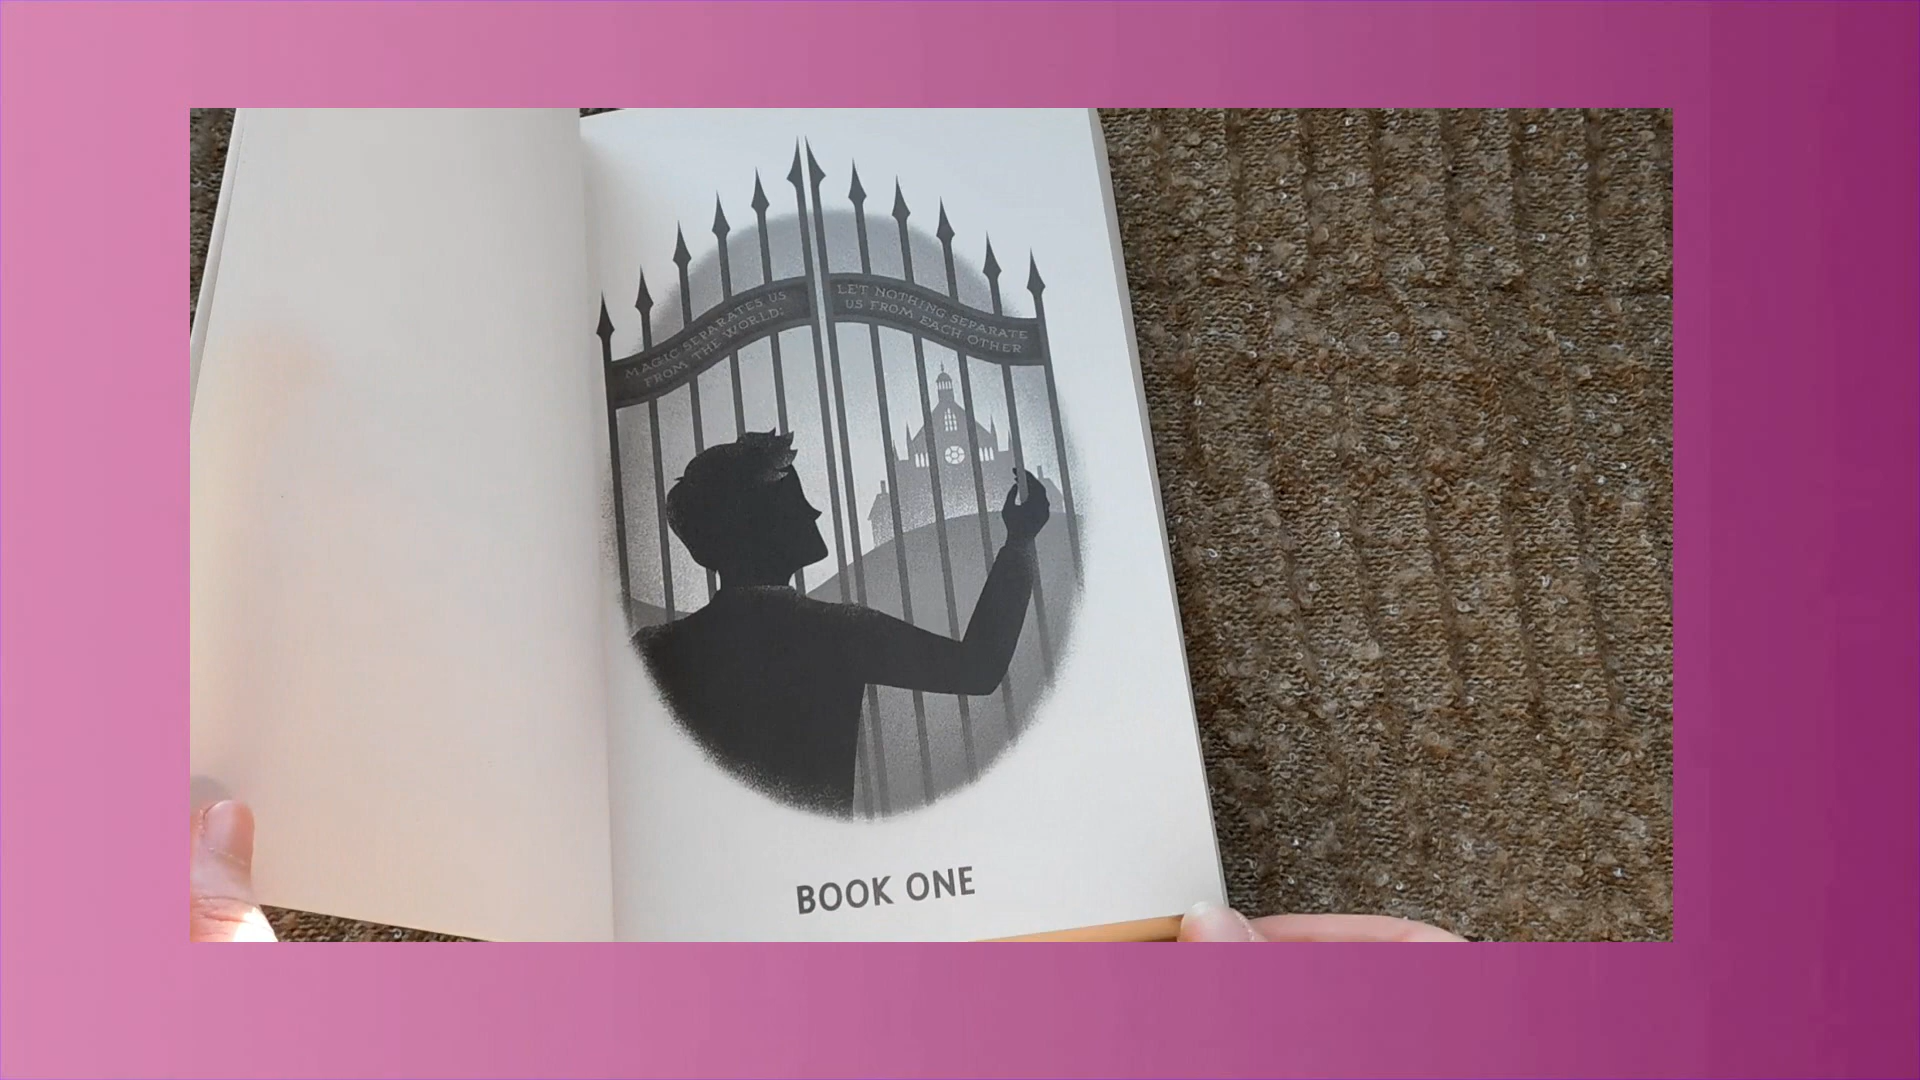 MAGIC SEPARATES US
FROM THE WORLD;
LET NOTHING SEPARATE
US FROM EACH OTHER
BOOK ONE